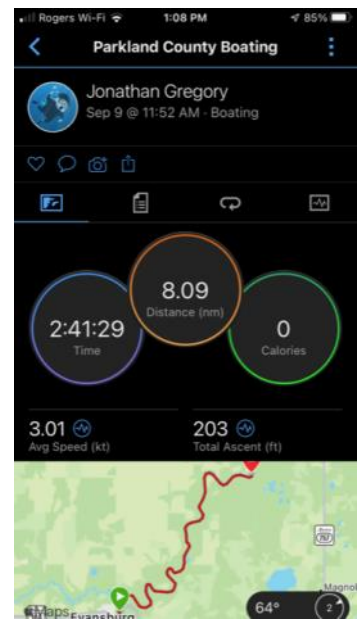 Rogers Wi-Fi 1:08 PM 85%
Parkland County Boating
Jonathan Gregory
Sep 9 @ 11:52 AM · Boating
8.09
Distance (nm)
2:41:29
Time
0
Calories
3.01
Avg Speed (kt)
203
Total Ascent (ft)
757
Magnol
Maps
Evansburg
64°
2